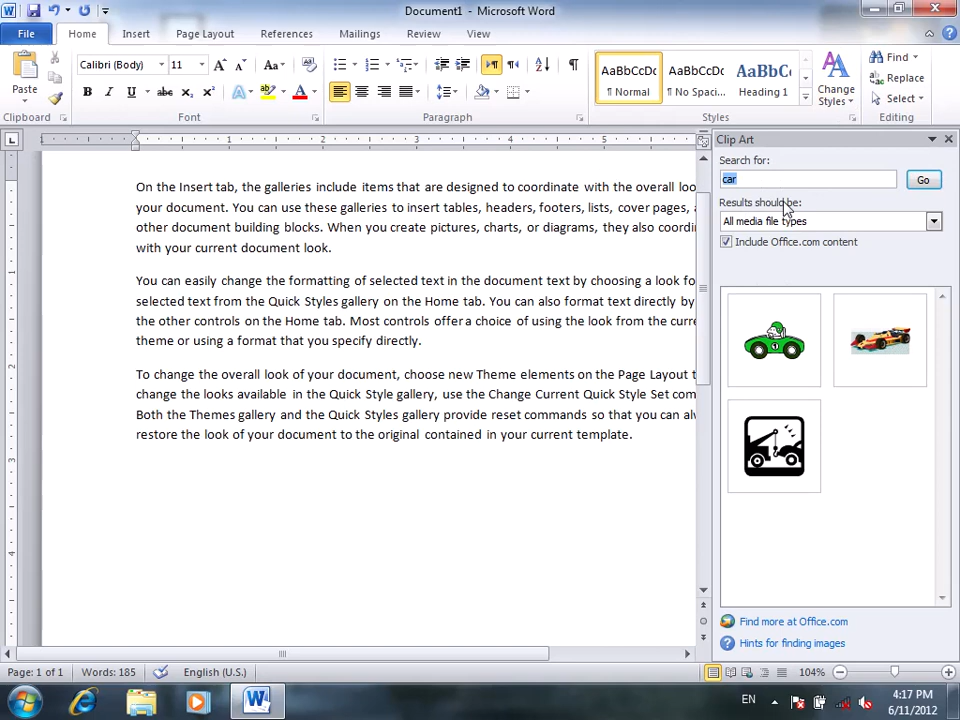 Document1 - Microsoft Word
File Home Insert Page Layout References Mailings Review View
Paste
Calibri (Body) 11 Aa
B I U abc x₂ x² A ab A
AaBbCcDc AaBbCcDc AaBbCc
¶ Normal ¶ No Spaci... Heading 1
Change Styles
Find
Replace
Select
Clipboard Font Paragraph Styles Editing
On the Insert tab, the galleries include items that are designed to coordinate with the overall loo
your document. You can use these galleries to insert tables, headers, footers, lists, cover pages, a
other document building blocks. When you create pictures, charts, or diagrams, they also coordi
with your current document look.
You can easily change the formatting of selected text in the document text by choosing a look fo
selected text from the Quick Styles gallery on the Home tab. You can also format text directly by
the other controls on the Home tab. Most controls offer a choice of using the look from the curre
theme or using a format that you specify directly.
To change the overall look of your document, choose new Theme elements on the Page Layout t
change the looks available in the Quick Style gallery, use the Change Current Quick Style Set com
Both the Themes gallery and the Quick Styles gallery provide reset commands so that you can alw
restore the look of your document to the original contained in your current template.
Clip Art
Search for:
car Go
Results should be:
All media file types
Include Office.com content
Find more at Office.com
Hints for finding images
Page: 1 of 1 Words: 185 English (U.S.) 104%
EN 4:17 PM
6/11/2012